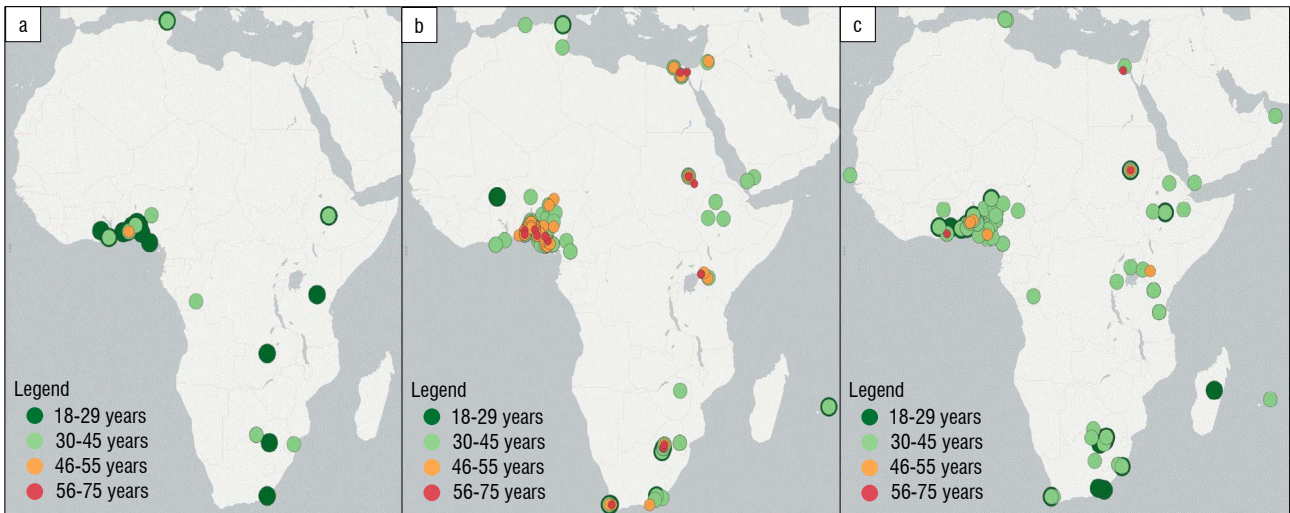 a
Legend
18-29 years
30-45 years
46-55 years
56-75 years
b
Legend
18-29 years
30-45 years
46-55 years
56-75 years
c
Legend
18-29 years
30-45 years
46-55 years
56-75 years